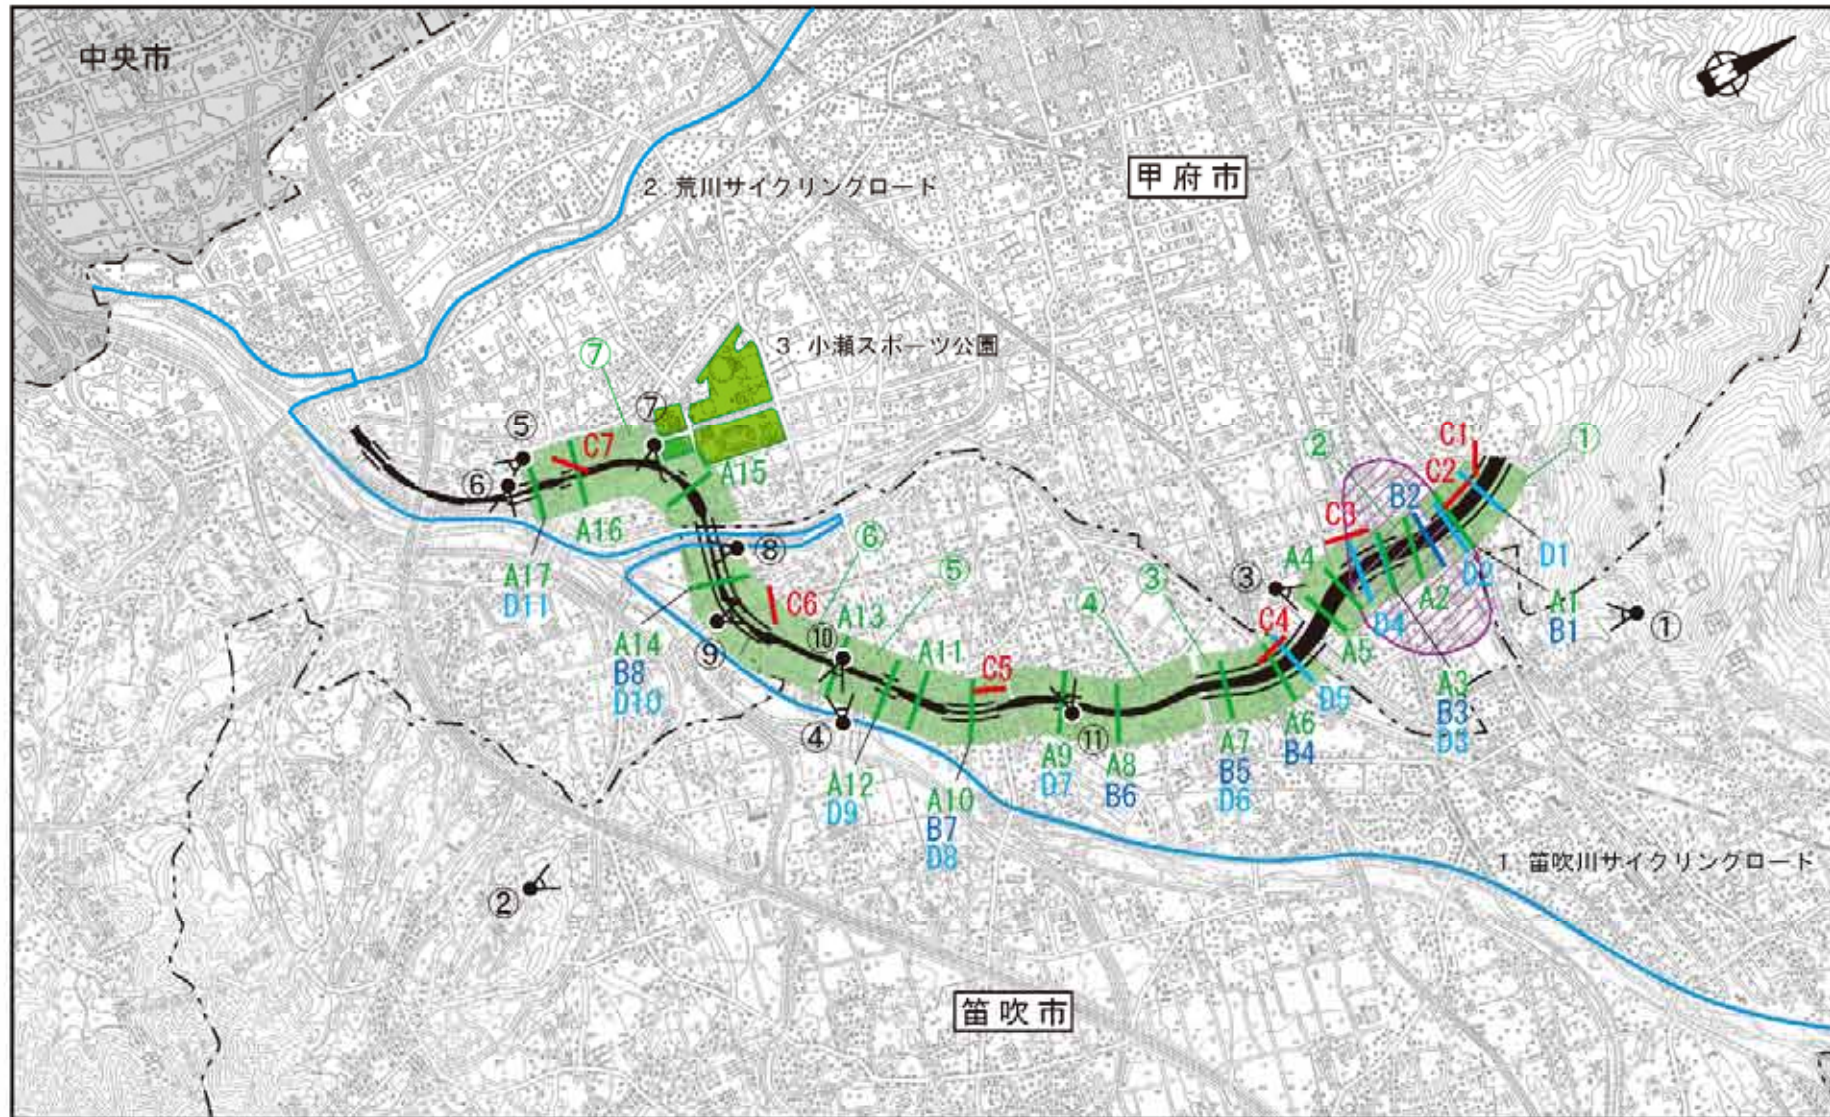 中央市
甲府市
2. 荒川サイクリングロード
3. 小瀬スポーツ公園
⑦
⑦
⑤
⑥
C7
A15
A16
A17
D11
C1
①
②
C2
B2
C3
D1
D2
A4
③
A2
A1
B1
①
D4
A5
⑧
⑥
⑤
③
④
C6
A13
⑩
C4
A14
B8
D10
⑨
A11
C5
D5
A3
B3
D3
④
A12
D9
A10
B7
D8
A9
D7
⑪
A8
B6
A7
B5
D6
A6
B4
1. 笛吹川サイクリングロード
②
笛吹市